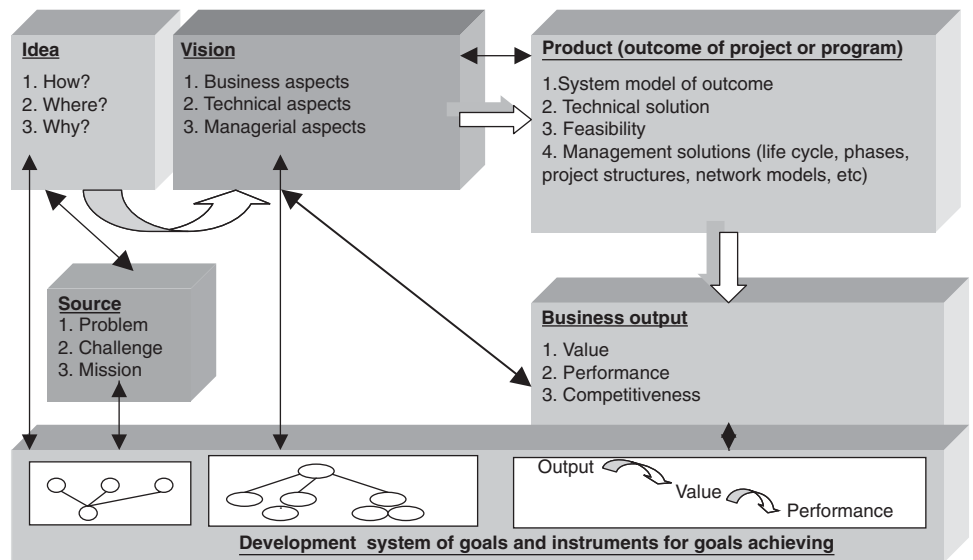 Idea
1. How?
2. Where?
3. Why?
Vision
1. Business aspects
2. Technical aspects
3. Managerial aspects
Product (outcome of project or program)
1.System model of outcome
2. Technical solution
3. Feasibility
4. Management solutions (life cycle, phases,
project structures, network models, etc)
Source
1. Problem
2. Challenge
3. Mission
Business output
1. Value
2. Performance
3. Competitiveness
Output
Value
Performance
Development system of goals and instruments for goals achieving